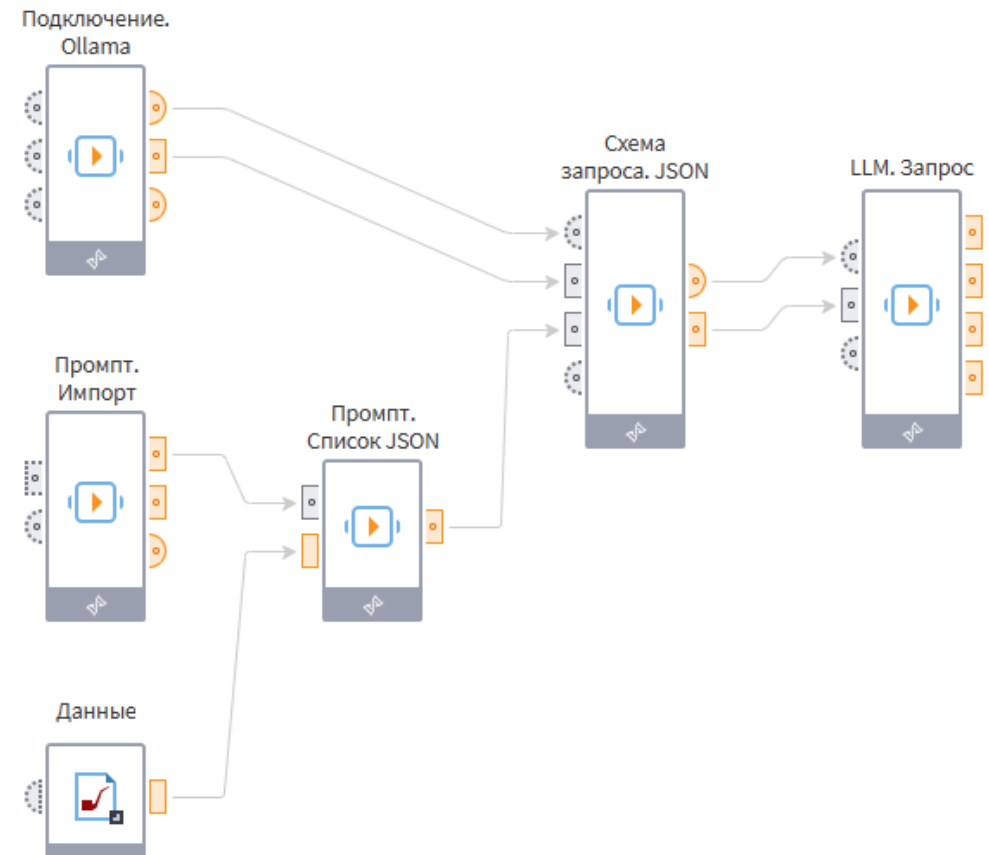 Подключение.
Ollama
Схема
запроса. JSON
LLM. Запрос
Промпт.
Импорт
Промпт.
Список JSON
Данные